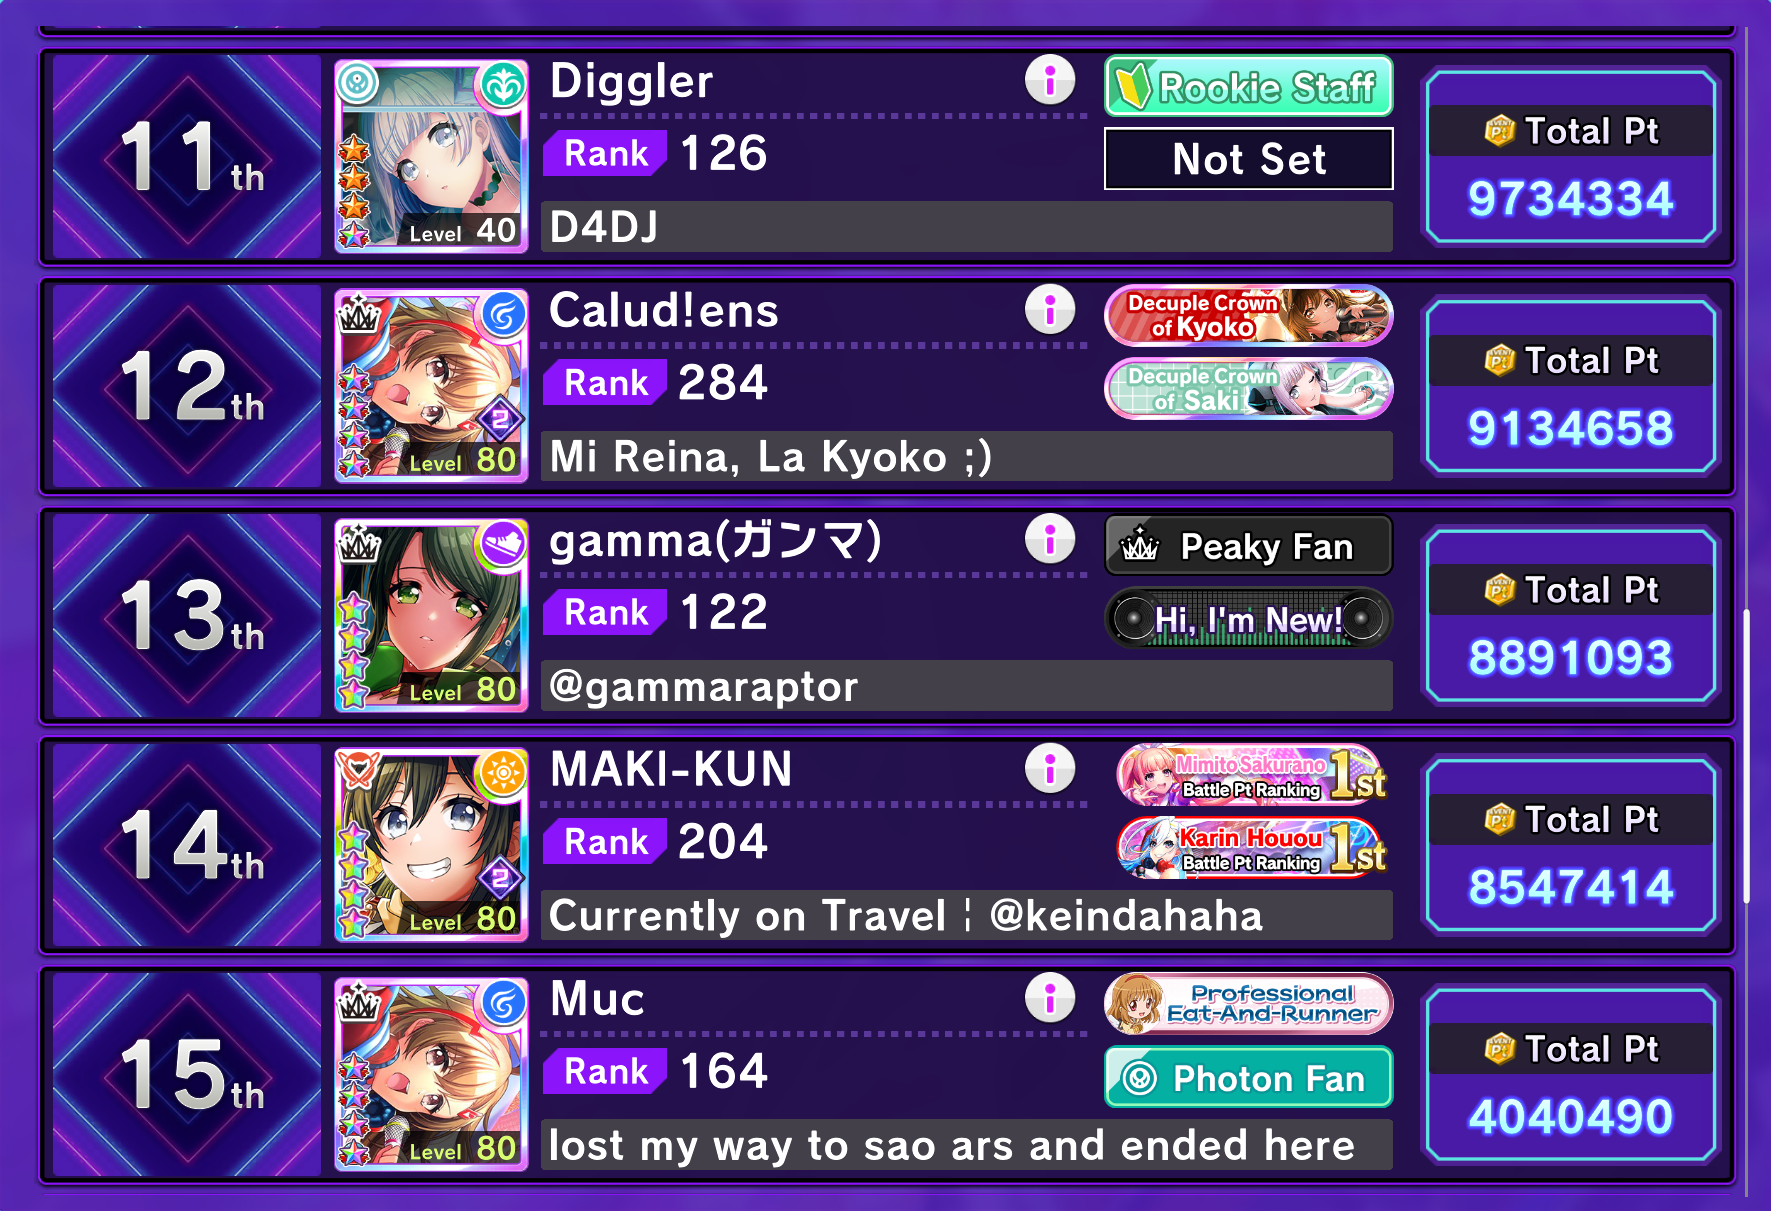 11th
Diggler
Rank 126
D4DJ
Level 40
Rookie Staff
Not Set
Total Pt
9734334
12th
Calud!ens
Rank 284
Mi Reina, La Kyoko ;)
2
Level 80
Decuple Crown
of Kyoko
Decuple Crown
of Saki
Total Pt
9134658
13th
gamma(ガンマ)
Rank 122
@gammaraptor
Level 80
Peaky Fan
Hi, I'm New!
Total Pt
8891093
14th
MAKI-KUN
Rank 204
Currently on Travel ¦ @keindahaha
2
Level 80
Mimito Sakurano
Battle Pt Ranking 1st
Karin Houou
Battle Pt Ranking 1st
Total Pt
8547414
15th
Muc
Rank 164
lost my way to sao ars and ended here
Level 80
Professional
Eat-And-Runner
Photon Fan
Total Pt
4040490